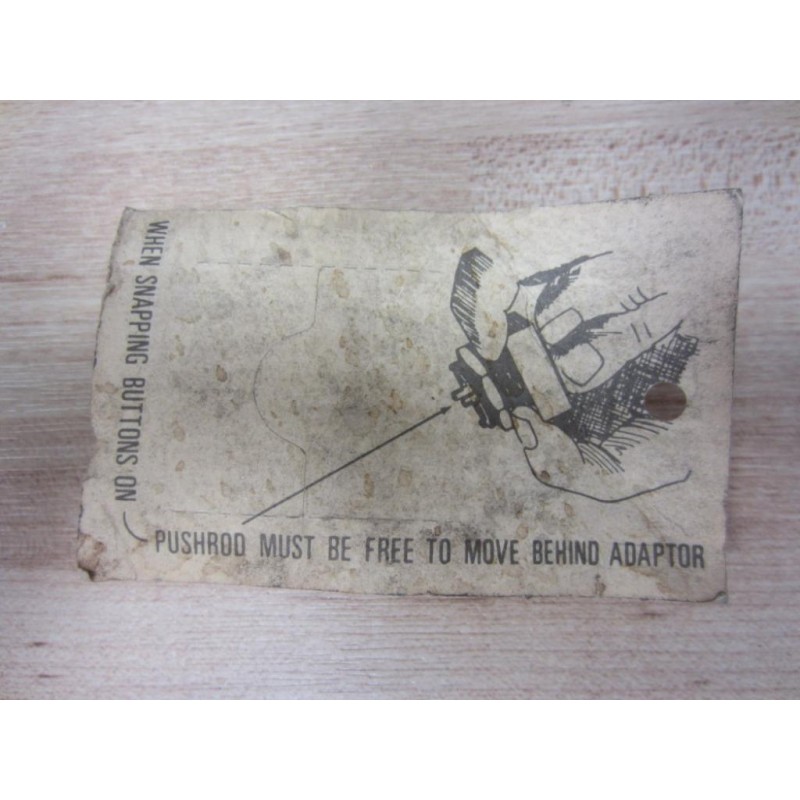 WHEN SNAPPING BUTTONS ON
PUSHROD MUST BE FREE TO MOVE BEHIND ADAPTOR